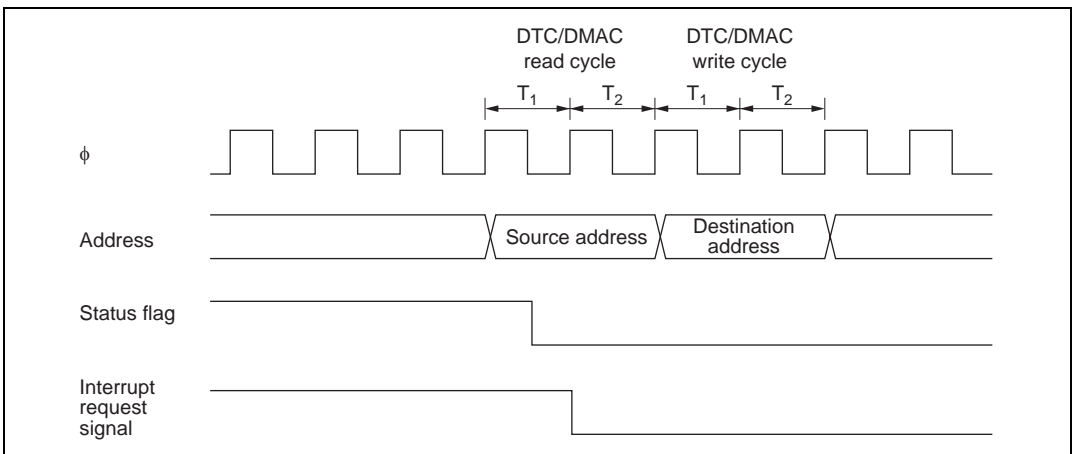 DTC/DMAC DTC/DMAC
read cycle write cycle
T₁ T₂ T₁ T₂
ϕ
Address
Source address
Destination
address
Status flag
Interrupt
request
signal